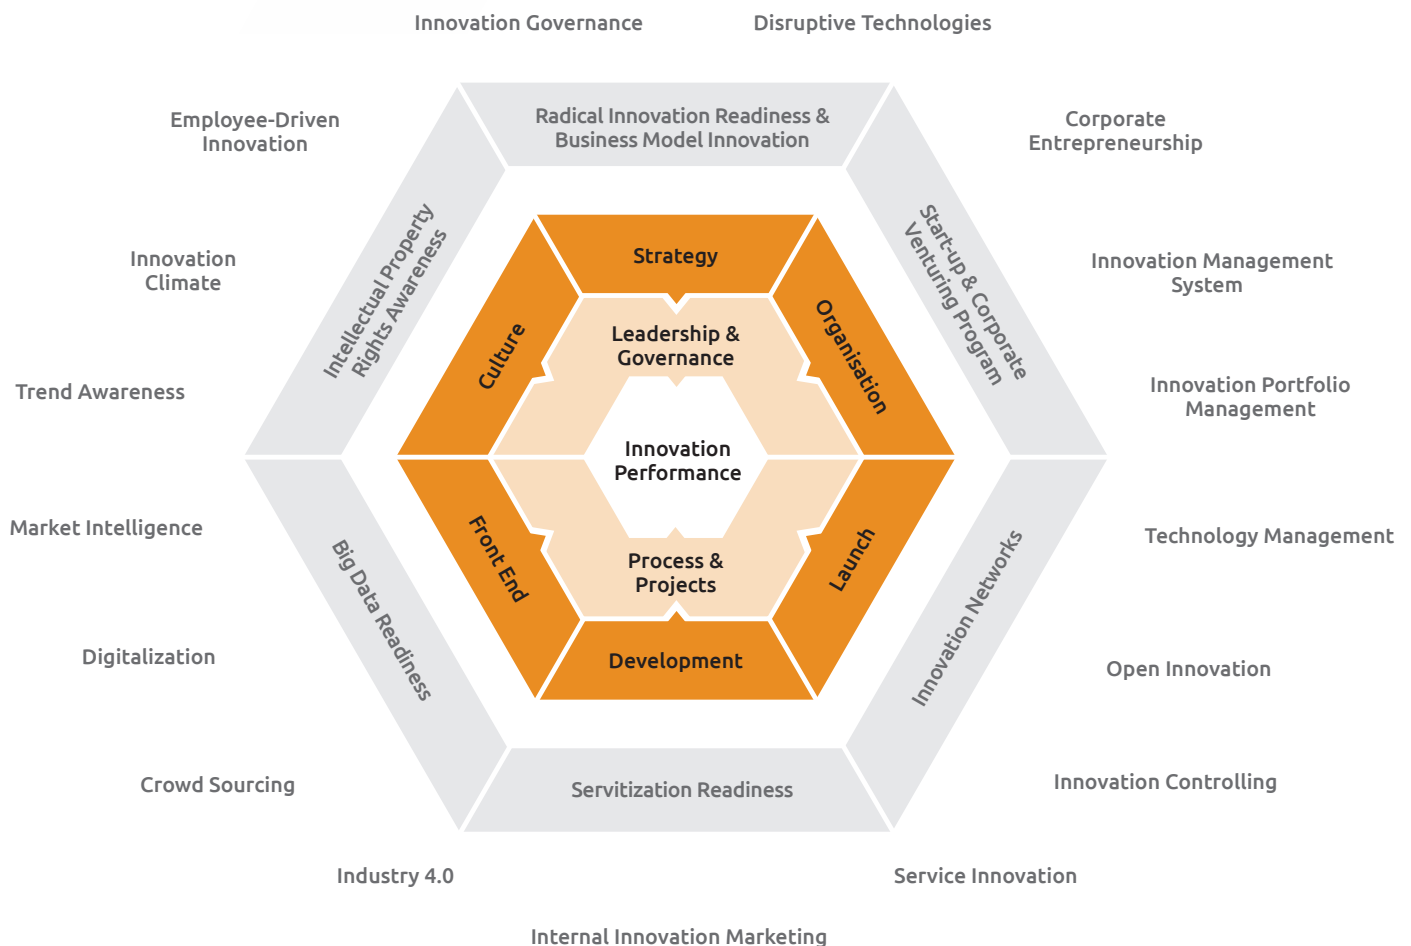 Innovation Governance
Disruptive Technologies
Employee-Driven
Innovation
Radical Innovation Readiness &
Business Model Innovation
Corporate
Entrepreneurship
Innovation
Climate
Intellectual Property
Rights Awareness
Strategy
Start-up & Corporate
Venturing Program
Innovation Management
System
Culture
Leadership &
Governance
Organisation
Trend Awareness
Innovation Portfolio
Management
Innovation
Performance
Market Intelligence
Big Data Readiness
Front End
Process &
Projects
Launch
Innovation Networks
Technology Management
Digitalization
Development
Open Innovation
Crowd Sourcing
Servitization Readiness
Innovation Controlling
Industry 4.0
Service Innovation
Internal Innovation Marketing